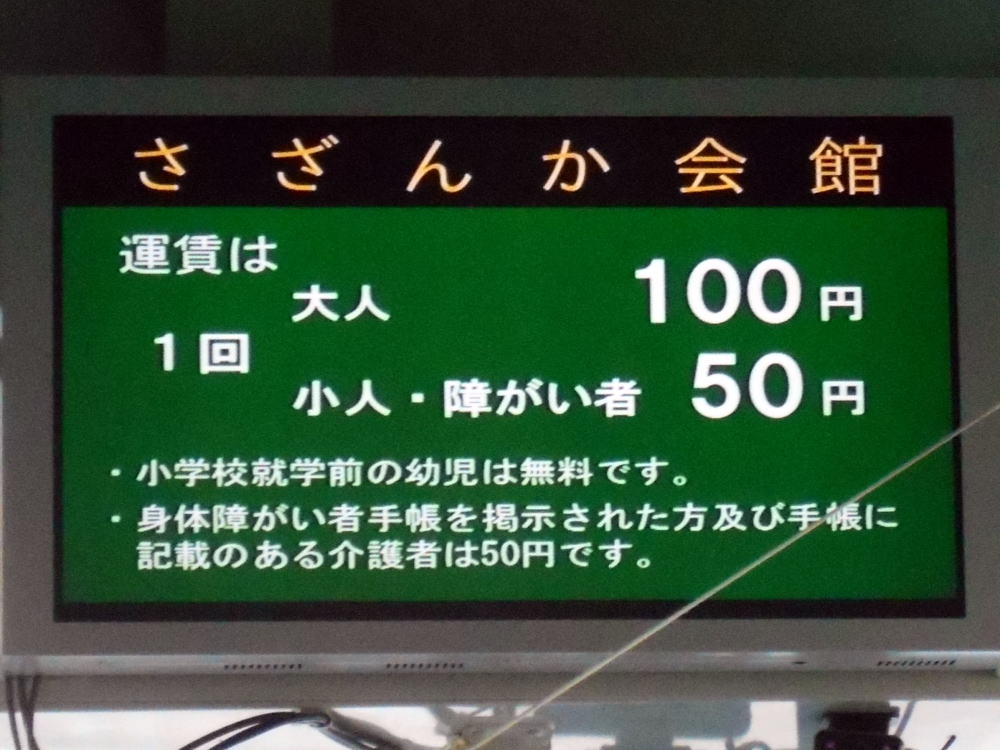 さざんか会館
運賃は
大人 100円
1回
小人・障がい者 50円
・小学校就学前の幼児は無料です。
・身体障がい者手帳を掲示された方及び手帳に
記載のある介護者は50円です。